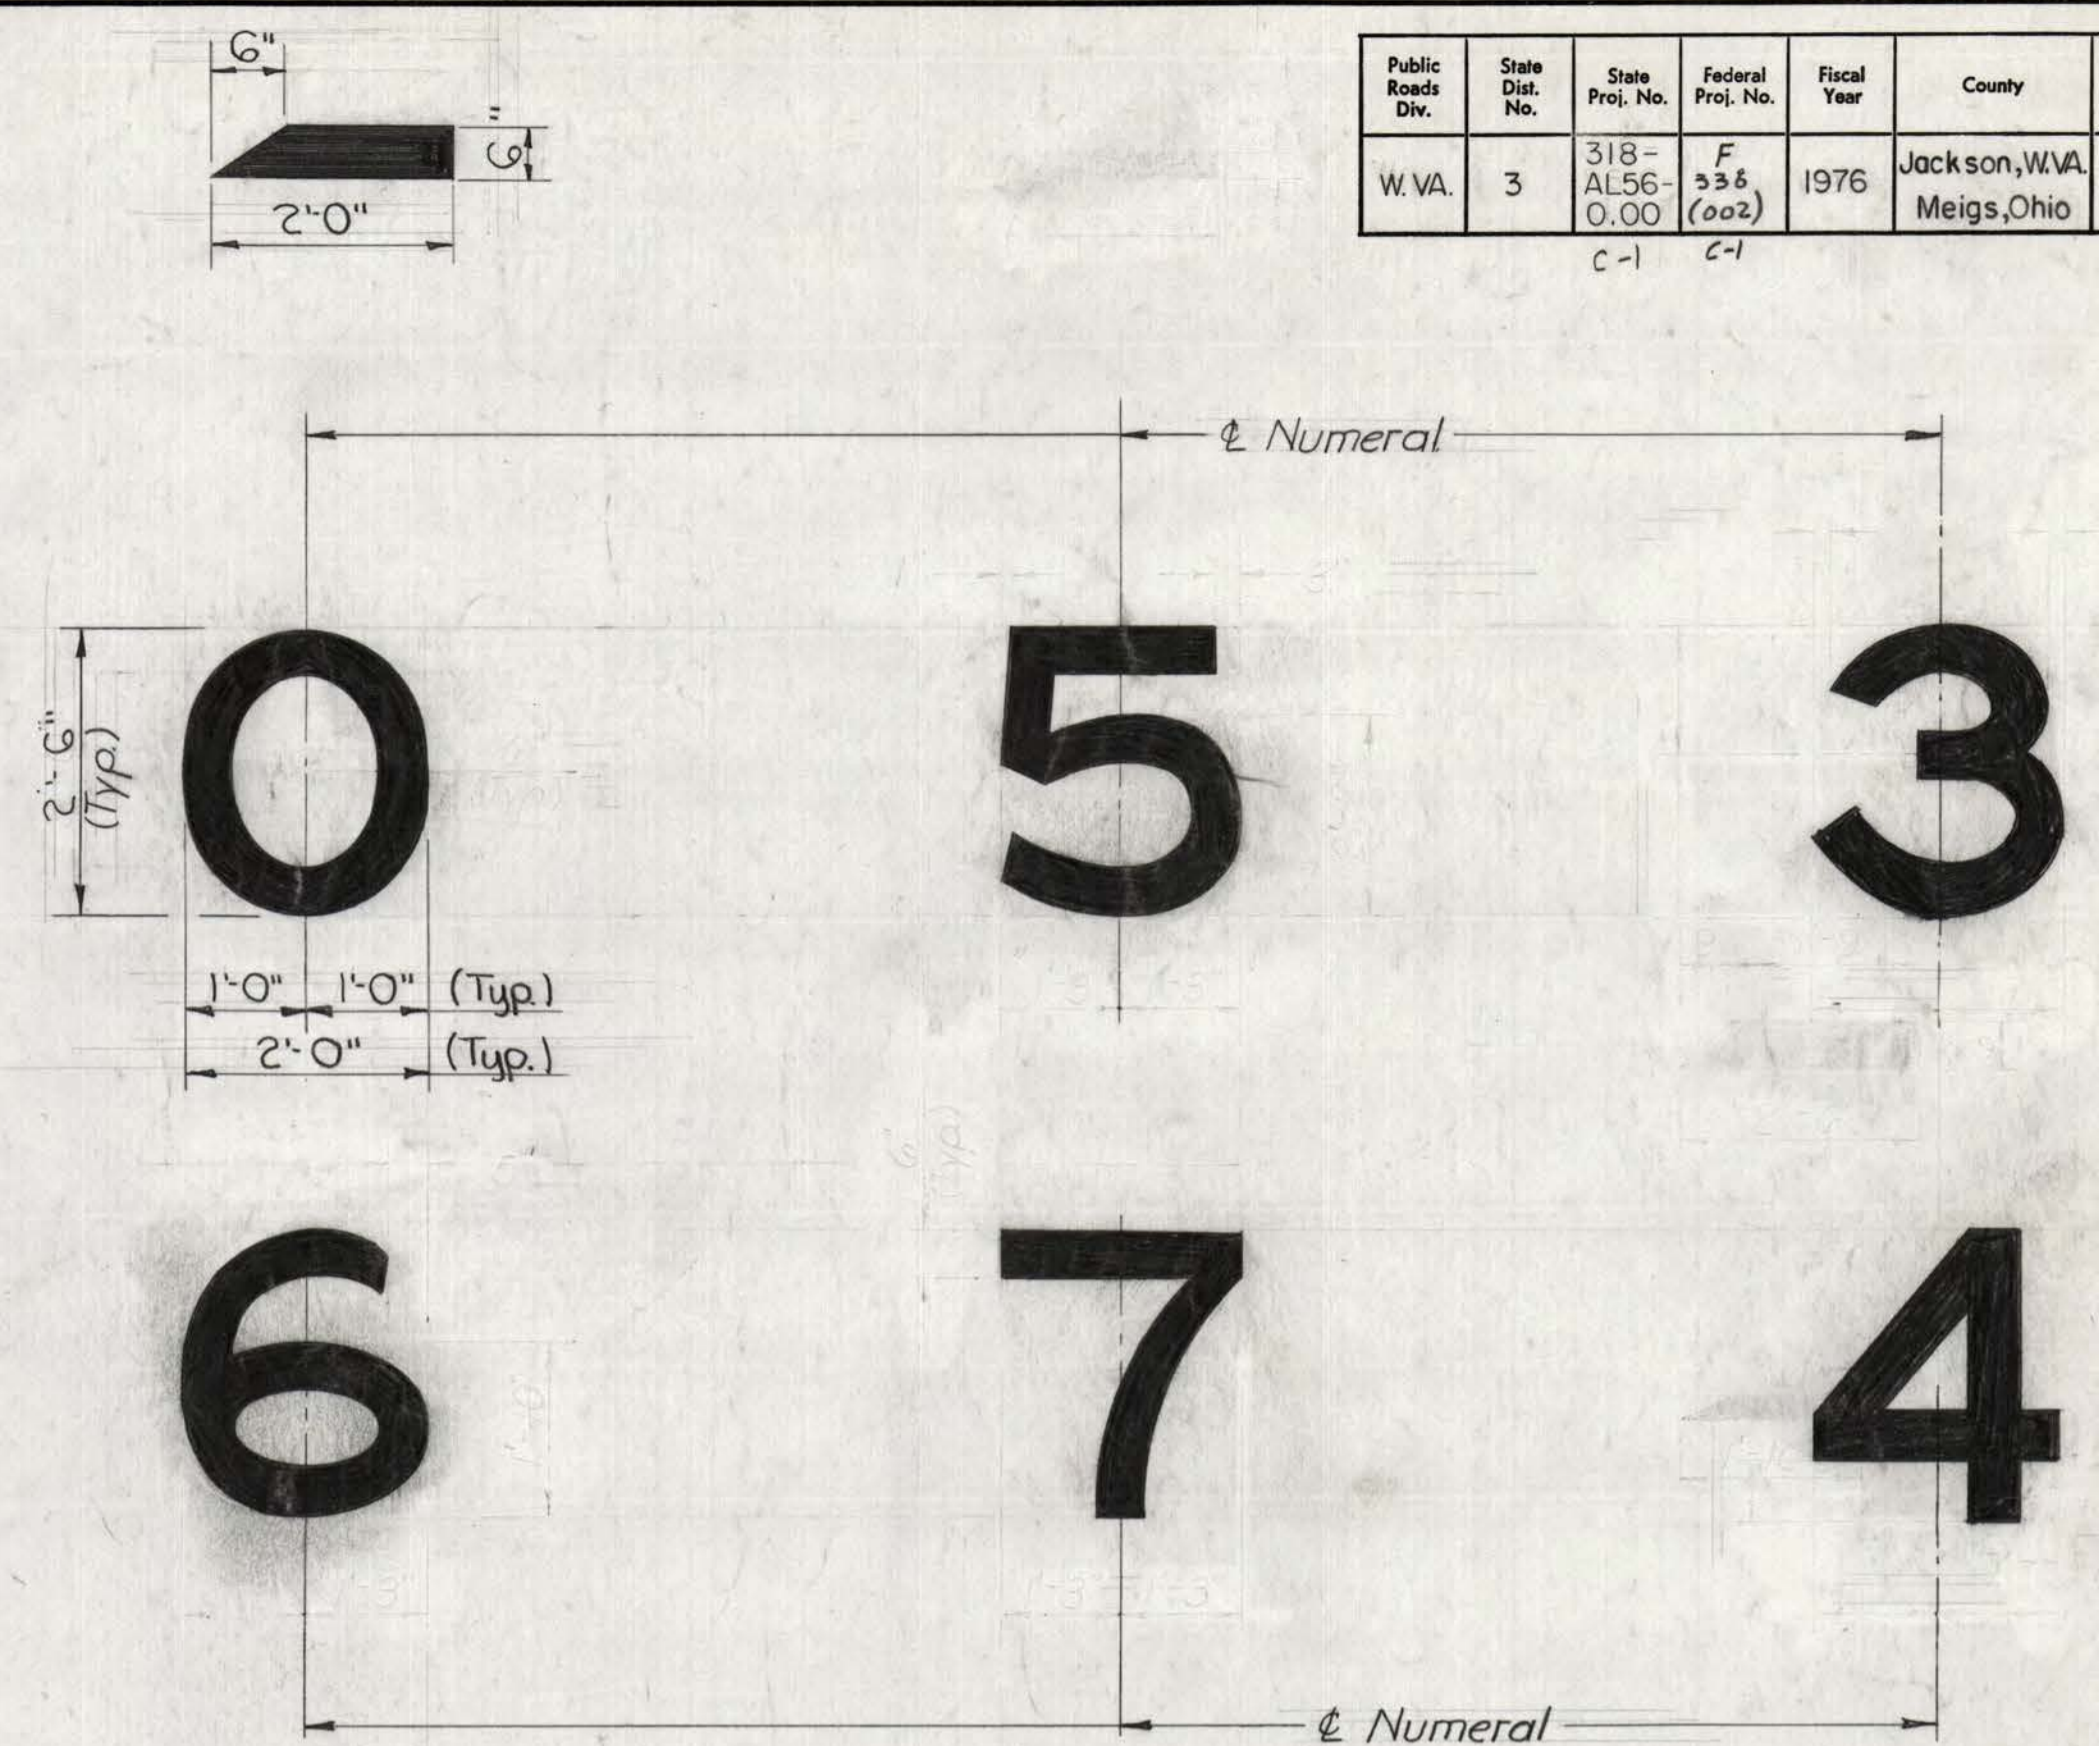 6"
6"
2'-0"
Public Roads Div.
State Dist. No.
State Proj. No.
Federal Proj. No.
Fiscal Year
County
W. VA.
3
318-AL56-0.00
F 338 (002)
1976
Jackson, W.VA. Meigs, Ohio
C-1
C-1
℄ Numeral
2'-6"
(Typ.)
0 5 3
1'-0" 1'-0" (Typ.)
2'-0" (Typ.)
6 7 4
℄ Numeral